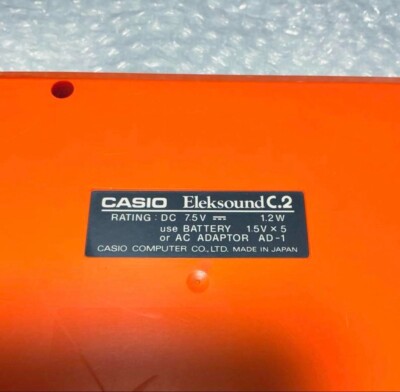 CASIO Eleksound C.2
RATING : DC 7.5V ⎓ 1.2W
use BATTERY 1.5V × 5
or AC ADAPTOR AD-1
CASIO COMPUTER CO., LTD. MADE IN JAPAN